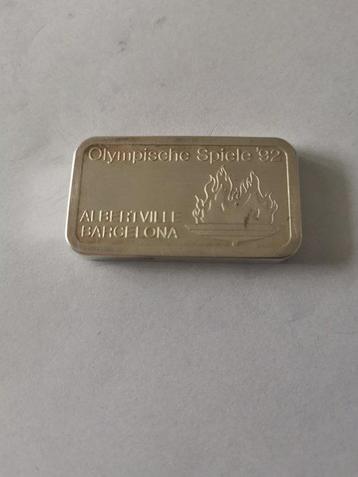 Olympische Spiele '92
ALBERTVILLE
BARCELONA